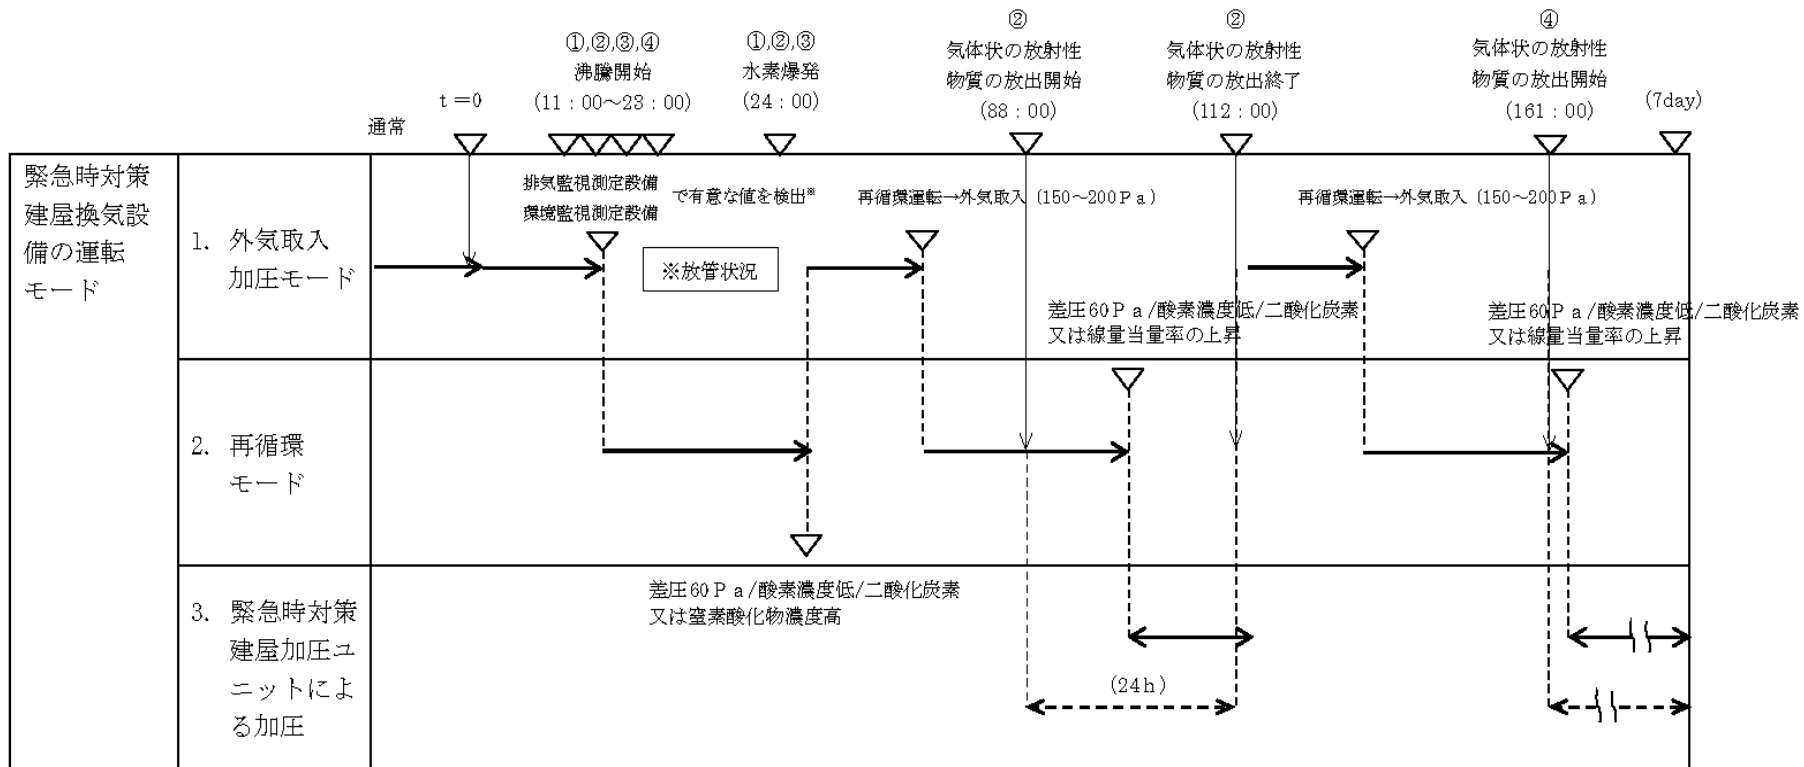 ①,②,③,④
沸騰開始
(11：00～23：00)
①,②,③
水素爆発
(24：00)
②
気体状の放射性
物質の放出開始
(88：00)
②
気体状の放射性
物質の放出終了
(112：00)
④
気体状の放射性
物質の放出開始
(161：00)
(7day)
t＝0
通常
緊急時対策
建屋換気設
備の運転
モード
1. 外気取入
加圧モード
排気監視測定設備
環境監視測定設備
で有意な値を検出※
※放管状況
再循環運転→外気取入 (150～200Ｐａ)
再循環運転→外気取入 (150～200Ｐａ)
差圧60Ｐａ/酸素濃度低/二酸化炭素
又は線量当量率の上昇
差圧60Ｐａ/酸素濃度低/二酸化炭素
又は線量当量率の上昇
2. 再循環
モード
3. 緊急時対策
建屋加圧ユ
ニットによ
る加圧
差圧60Ｐａ/酸素濃度低/二酸化炭素
又は窒素酸化物濃度高
(24h)